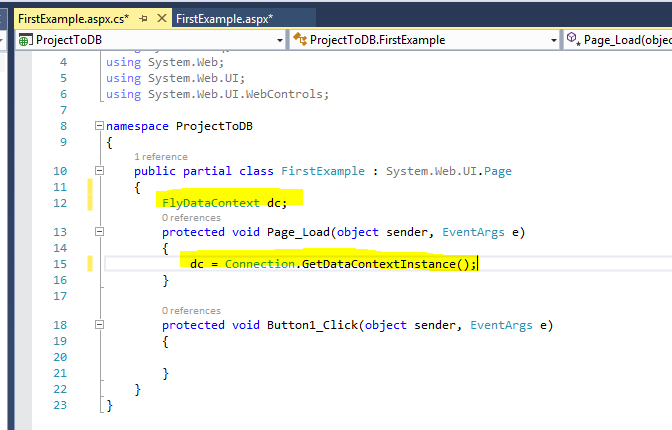 FirstExample.aspx.cs* FirstExample.aspx*
ProjectToDB ProjectToDB.FirstExample Page_Load(objec
4 using System.Web;
5 using System.Web.UI;
6 using System.Web.UI.WebControls;
7
8 namespace ProjectToDB
9 {
1 reference
10 public partial class FirstExample : System.Web.UI.Page
11 {
12 FlyDataContext dc;
0 references
13 protected void Page_Load(object sender, EventArgs e)
14 {
15 dc = Connection.GetDataContextInstance();
16 }
17
0 references
18 protected void Button1_Click(object sender, EventArgs e)
19 {
20
21 }
22 }
23 }